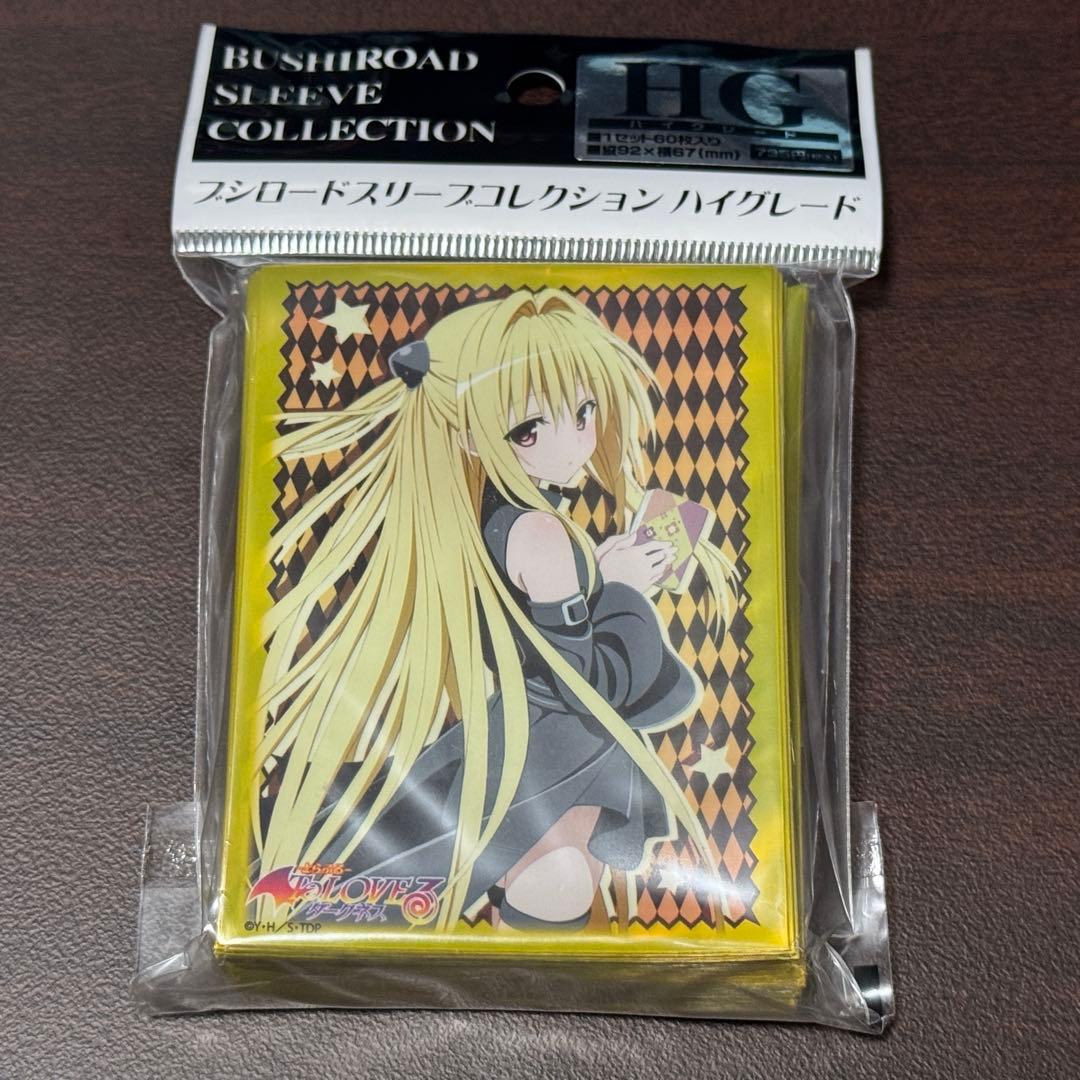 BUSHIROAD
SLEEVE
COLLECTION
HG
ハイグレード
■1セット60枚入り
■縦92×横67(mm)
ブシロードスリーブコレクション ハイグレード
とらぶる
ToLOVEる
ダークネス
©Y・H/S・TDP